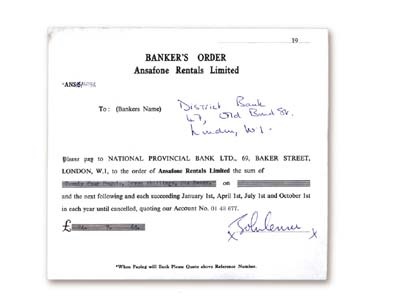 19
BANKER'S ORDER
Ansafone Rentals Limited
To: (Bankers Name)
District Bank
47, Old Bond St.
London, W.1.
Please pay to NATIONAL PROVINCIAL BANK LTD., 69, BAKER STREET,
LONDON, W.1, to the order of Ansafone Rentals Limited the sum of
on
and the next following and each succeeding January 1st, April 1st, July 1st and October 1st
in each year until cancelled, quoting our Account No. 01 43 677.
£
x John Lennon x
*When Paying will Bank Please Quote above Reference Number.